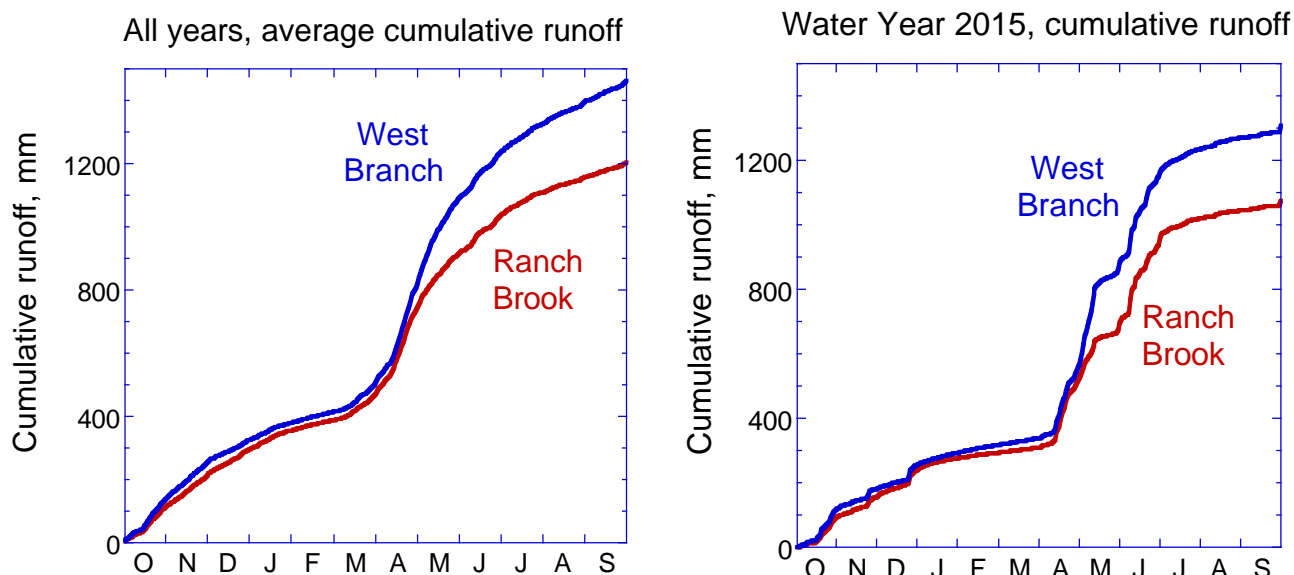 All years, average cumulative runoff
Cumulative runoff, mm
1200
800
400
0
West
Branch
Ranch
Brook
O N D J F M A M J J A S
Water Year 2015, cumulative runoff
Cumulative runoff, mm
1200
800
400
0
West
Branch
Ranch
Brook
O N D J F M A M J J A S